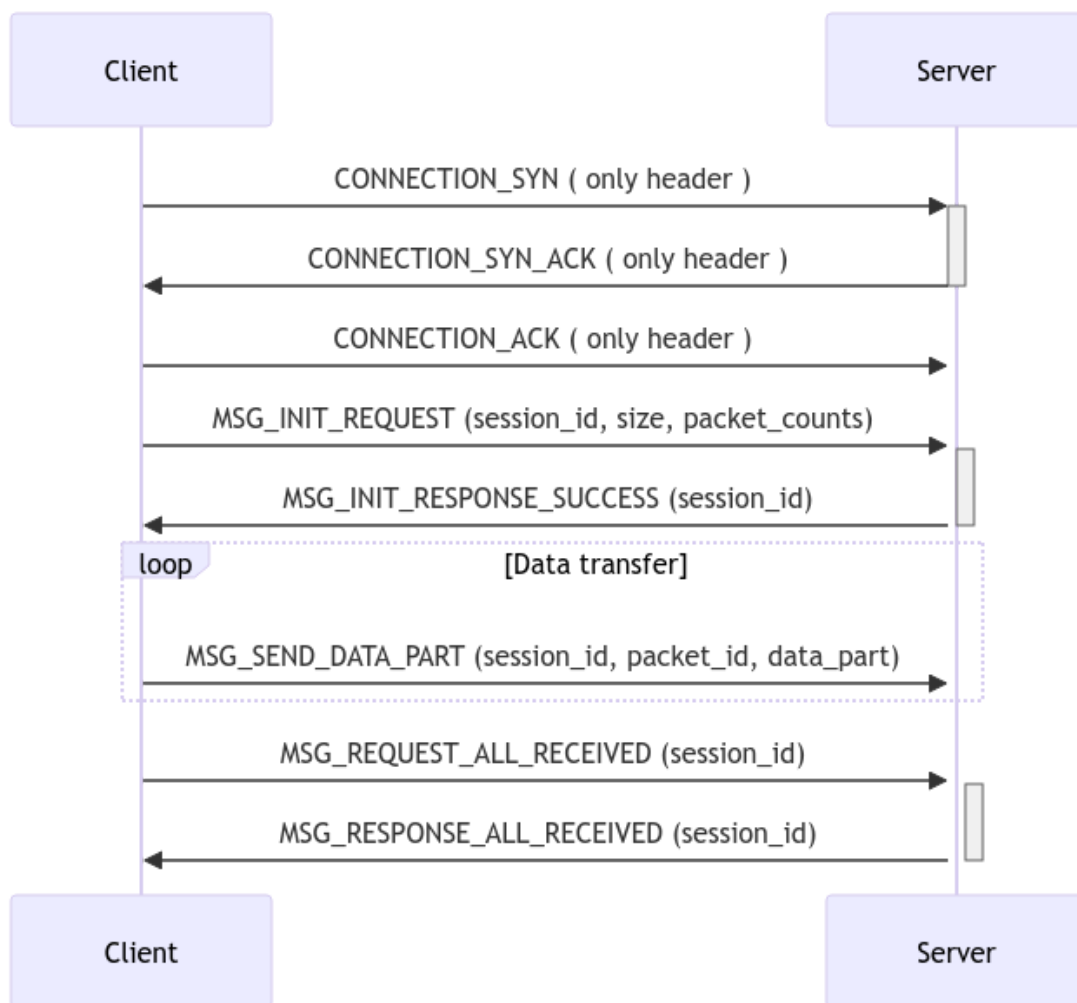 Client Server
CONNECTION_SYN ( only header )
CONNECTION_SYN_ACK ( only header )
CONNECTION_ACK ( only header )
MSG_INIT_REQUEST (session_id, size, packet_counts)
MSG_INIT_RESPONSE_SUCCESS (session_id)
loop [Data transfer]
MSG_SEND_DATA_PART (session_id, packet_id, data_part)
MSG_REQUEST_ALL_RECEIVED (session_id)
MSG_RESPONSE_ALL_RECEIVED (session_id)
Client Server